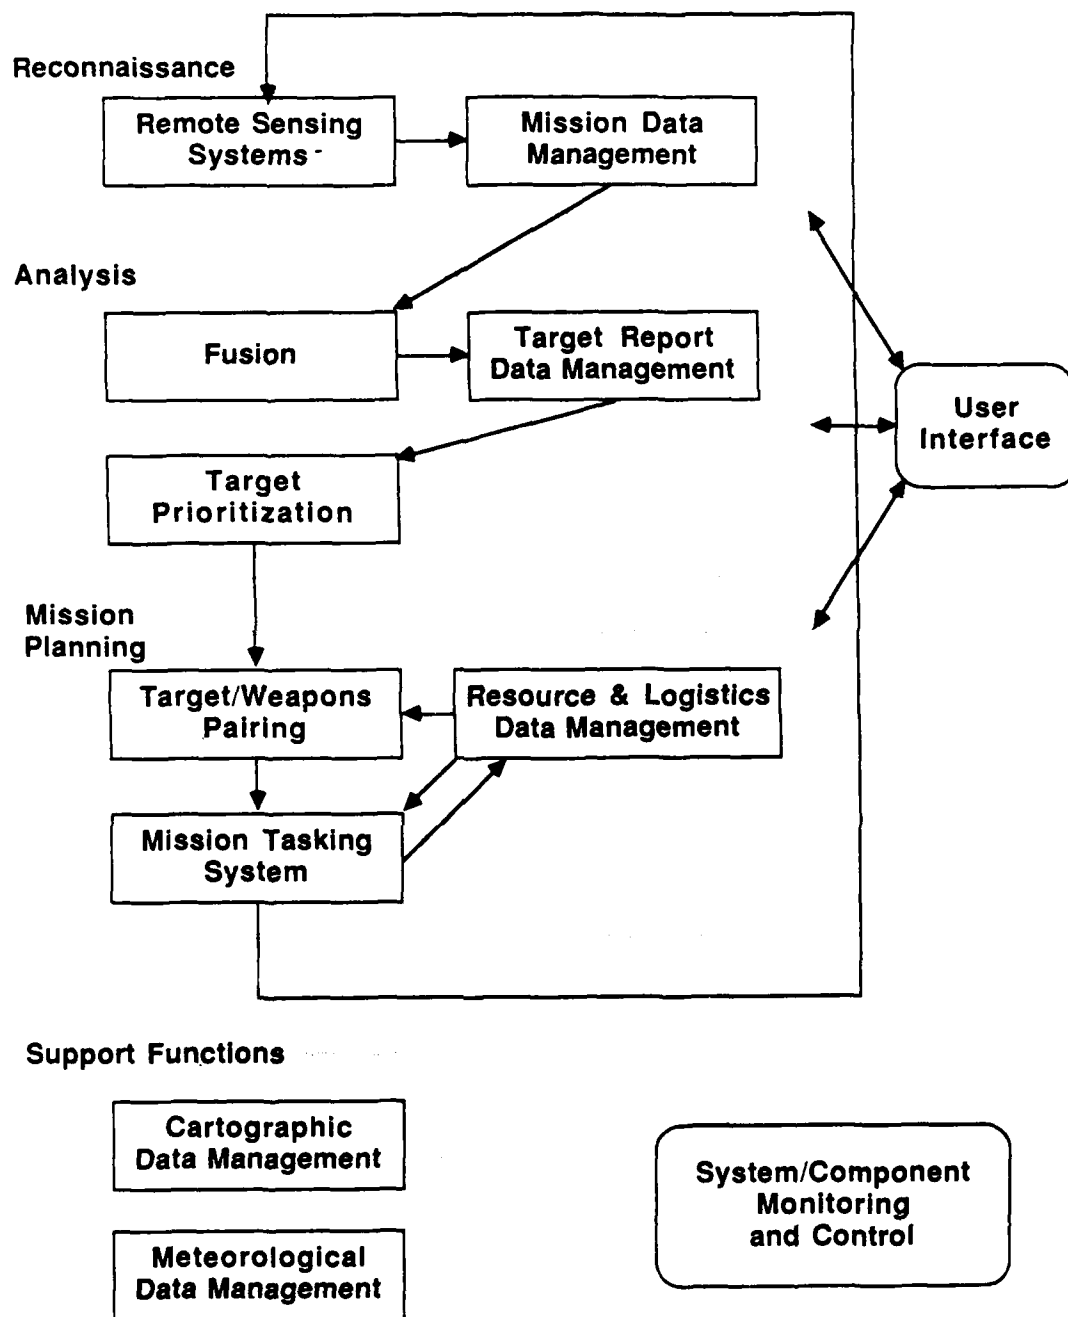 Reconnaissance
Remote Sensing
Systems
Mission Data
Management
Analysis
Fusion
Target Report
Data Management
User
Interface
Target
Prioritization
Mission
Planning
Target/Weapons
Pairing
Resource & Logistics
Data Management
Mission Tasking
System
Support Functions
Cartographic
Data Management
System/Component
Monitoring
and Control
Meteorological
Data Management